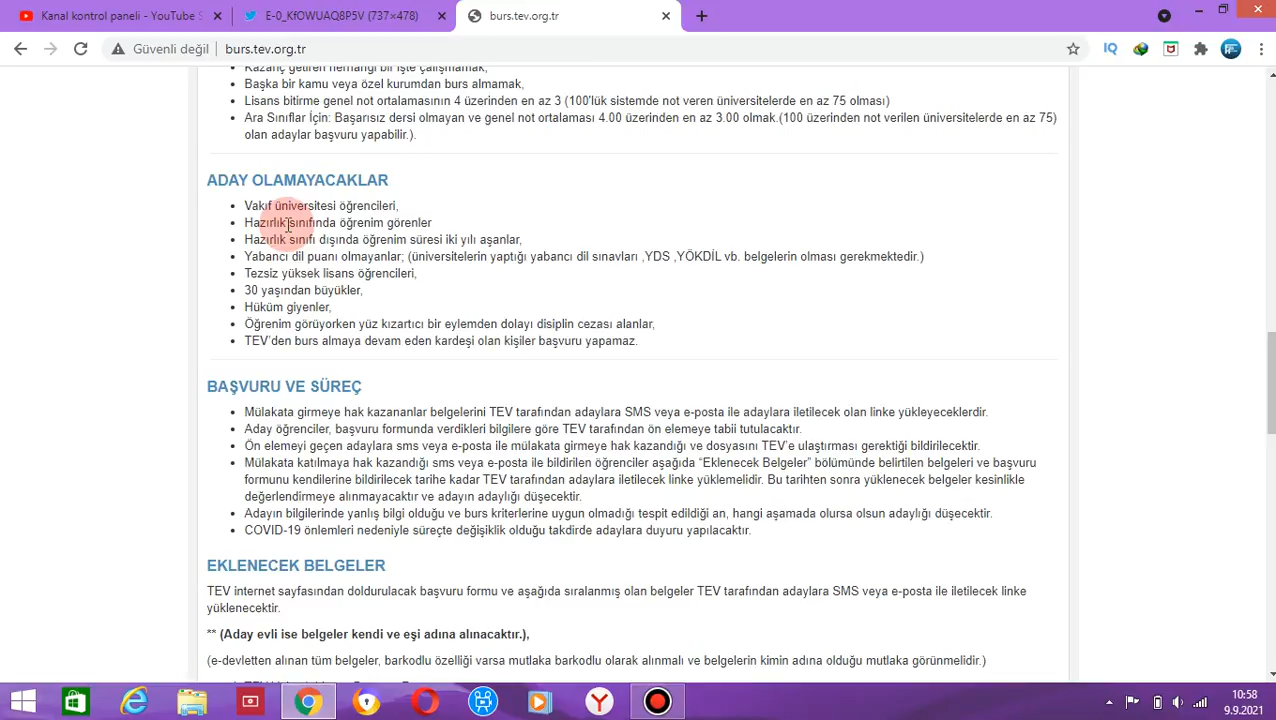 Kanal kontrol paneli - YouTube S
E-0_KfOWUAQ8P5V (737×478)
burs.tev.org.tr
Güvenli değil
burs.tev.org.tr
Kazanç getiren herhangi bir işte çalışmamak,
Başka bir kamu veya özel kurumdan burs almamak,
Lisans bitirme genel not ortalamasının 4 üzerinden en az 3 (100'lük sistemde not veren üniversitelerde en az 75 olması)
Ara Sınıflar İçin: Başarısız dersi olmayan ve genel not ortalaması 4.00 üzerinden en az 3.00 olmak.(100 üzerinden not verilen üniversitelerde en az 75)
olan adaylar başvuru yapabilir.).
ADAY OLAMAYACAKLAR
Vakıf üniversitesi öğrencileri,
Hazırlık sınıfında öğrenim görenler
Hazırlık sınıfı dışında öğrenim süresi iki yılı aşanlar,
Yabancı dil puanı olmayanlar; (üniversitelerin yaptığı yabancı dil sınavları ,YDS ,YÖKDİL vb. belgelerin olması gerekmektedir.)
Tezsiz yüksek lisans öğrencileri,
30 yaşından büyükler,
Hüküm giyenler,
Öğrenim görüyorken yüz kızartıcı bir eylemden dolayı disiplin cezası alanlar,
TEV'den burs almaya devam eden kardeşi olan kişiler başvuru yapamaz.
BAŞVURU VE SÜREÇ
Mülakata girmeye hak kazananlar belgelerini TEV tarafından adaylara SMS veya e-posta ile adaylara iletilecek olan linke yükleyeceklerdir.
Aday öğrenciler, başvuru formunda verdikleri bilgilere göre TEV tarafından ön elemeye tabii tutulacaktır.
Ön elemeyi geçen adaylara sms veya e-posta ile mülakata girmeye hak kazandığı ve dosyasını TEV'e ulaştırması gerektiği bildirilecektir.
Mülakata katılmaya hak kazandığı sms veya e-posta ile bildirilen öğrenciler aşağıda "Eklenecek Belgeler" bölümünde belirtilen belgeleri ve başvuru
formunu kendilerine bildirilecek tarihe kadar TEV tarafından adaylara iletilecek linke yüklemelidir. Bu tarihten sonra yüklenecek belgeler kesinlikle
değerlendirmeye alınmayacaktır ve adayın adaylığı düşecektir.
Adayın bilgilerinde yanlış bilgi olduğu ve burs kriterlerine uygun olmadığı tespit edildiği an, hangi aşamada olursa olsun adaylığı düşecektir.
COVID-19 önlemleri nedeniyle süreçte değişiklik olduğu takdirde adaylara duyuru yapılacaktır.
EKLENECEK BELGELER
TEV internet sayfasından doldurulacak başvuru formu ve aşağıda sıralanmış olan belgeler TEV tarafından adaylara SMS veya e-posta ile iletilecek linke
yüklenecektir.
** (Aday evli ise belgeler kendi ve eşi adına alınacaktır.),
(e-devletten alınan tüm belgeler, barkodlu özelliği varsa mutlaka barkodlu olarak alınmalı ve belgelerin kimin adına olduğu mutlaka görünmelidir.)
10:58
9.9.2021